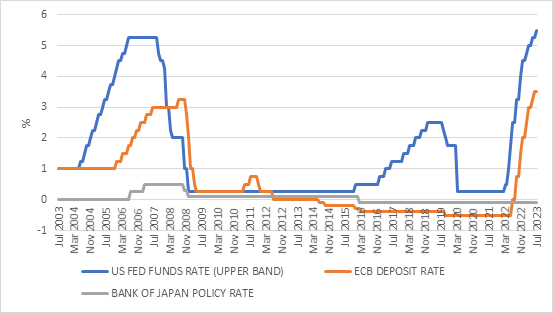 6
5
4
3
2
1
0
-1
%
Jul 2003
Mar 2004
Nov 2004
Jul 2005
Mar 2006
Nov 2006
Jul 2007
Mar 2008
Nov 2008
Jul 2009
Mar 2010
Nov 2010
Jul 2011
Mar 2012
Nov 2012
Jul 2013
Mar 2014
Nov 2014
Jul 2015
Mar 2016
Nov 2016
Jul 2017
Mar 2018
Nov 2018
Jul 2019
Mar 2020
Nov 2020
Jul 2021
Mar 2022
Nov 2022
Jul 2023
US FED FUNDS RATE (UPPER BAND)
ECB DEPOSIT RATE
BANK OF JAPAN POLICY RATE